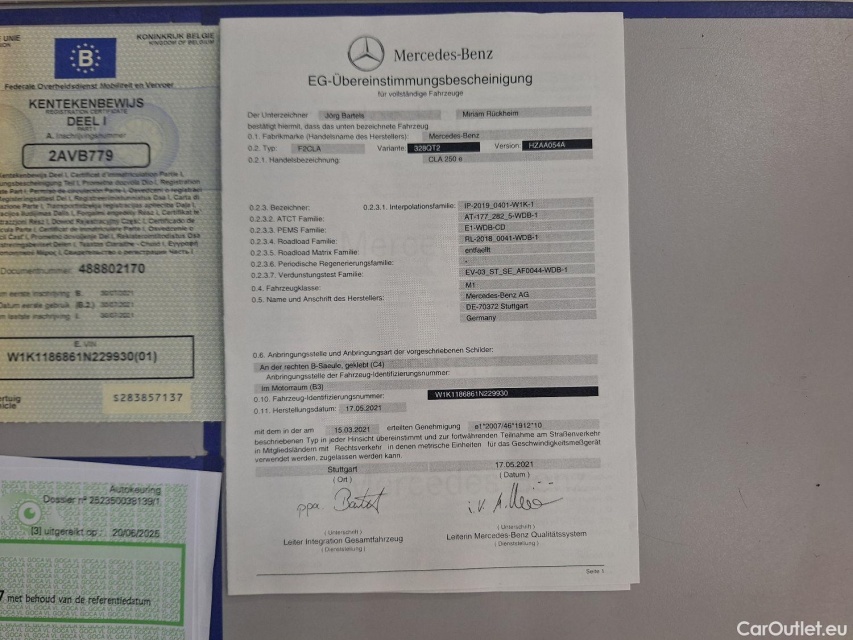 KONINKRIJK BELGIE
KINGDOM OF BELGIUM
B
Federale Overheidsdienst Mobiliteit en Vervoer
KENTEKENBEWIJS
REGISTRATION CERTIFICATE
DEEL I
PART I
A. Inschrijvingsnummer
2AVB779
Documentnummer 488802170
E. VIN
W1K1186861N229930(01)
S283857137
Autokeuring
Dossier n°
[3] uitgereikt op : 20/06/2025
met behoud van de referentiedatum
Mercedes-Benz
EG-Übereinstimmungsbescheinigung
für vollständige Fahrzeuge
Der Unterzeichner Jörg Bartels Miriam Rückheim
bestätigt hiermit, dass das unten bezeichnete Fahrzeug
0.1. Fabrikmarke (Handelsname des Herstellers): Mercedes-Benz
0.2. Typ: F2CLA Variante: 328QT2 Version: HZAA054A
0.2.1. Handelsbezeichnung: CLA 250 e
0.2.3. Bezeichner: 0.2.3.1. Interpolationsfamilie: IP-2019_0401-W1K-1
0.2.3.2. ATCT Familie: AT-177_282_5-WDB-1
0.2.3.3. PEMS Familie: E1-WDB-CD
0.2.3.4. Roadload Familie: RL-2018_0041-WDB-1
0.2.3.5. Roadload Matrix Familie: entfaellt
0.2.3.6. Periodische Regenerierungsfamilie: -
0.2.3.7. Verdunstungstest Familie: EV-03_ST_SE_AF0044-WDB-1
0.4. Fahrzeugklasse: M1
0.5. Name und Anschrift des Herstellers: Mercedes-Benz AG
DE-70372 Stuttgart
Germany
0.6. Anbringungsstelle und Anbringungsart der vorgeschriebenen Schilder:
An der rechten B-Saeule, geklebt (C4)
Anbringungsstelle der Fahrzeug-Identifizierungsnummer:
im Motorraum (B3)
0.10. Fahrzeug-Identifizierungsnummer: W1K1186861N229930
0.11. Herstellungsdatum: 17.05.2021
mit dem in der am 15.03.2021 erteilten Genehmigung e1*2007/46*1912*10
beschriebenen Typ in jeder Hinsicht übereinstimmt und zur fortwährenden Teilnahme am Straßenverkehr
in Mitgliedsländern mit Rechtsverkehr in denen metrische Einheiten für das Geschwindigkeitsmeßgerät
verwendet werden, zugelassen werden kann.
Stuttgart 17.05.2021
( Ort ) ( Datum )
( Unterschrift ) ( Unterschrift )
Leiter Integration Gesamtfahrzeug Leiterin Mercedes-Benz Qualitätssystem
( Dienststellung ) ( Dienststellung )
Seite 1
CarOutlet.eu